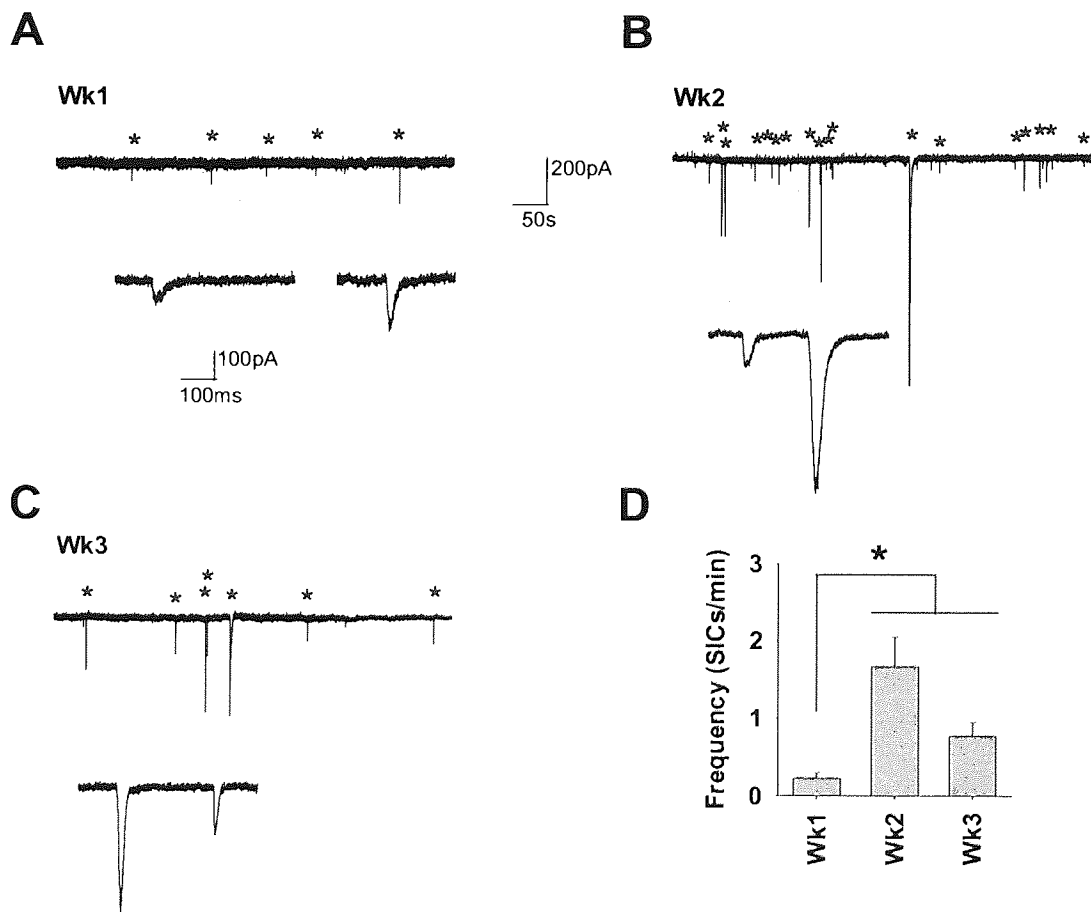 A
Wk1
* * * * *
200pA
50s
100pA
100ms
B
Wk2
C
Wk3
* * * * * * *
D
*
Frequency (SICs/min)
3
2
1
0
Wk1
Wk2
Wk3